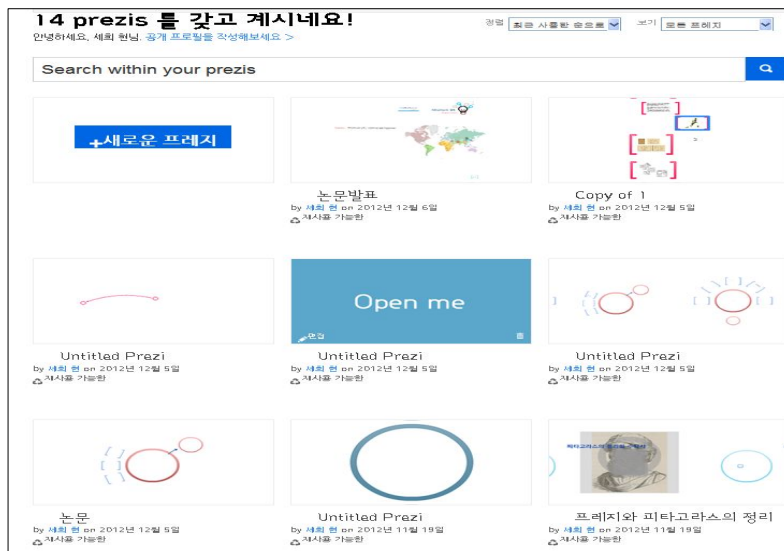 14 prezis 를 갖고 계시네요!
정렬 최근 사용한 순으로 보기 모든 프레지
안녕하세요, 세희 현님. 공개 프로필을 작성해보세요 >
Search within your prezis
+새로운 프레지
논문발표
by 세희 현 on 2012년 12월 6일
재사용 가능한
Copy of 1
by 세희 현 on 2012년 12월 5일
재사용 가능한
Untitled Prezi
by 세희 현 on 2012년 12월 5일
재사용 가능한
Open me
편집
Untitled Prezi
by 세희 현 on 2012년 12월 5일
재사용 가능한
Untitled Prezi
by 세희 현 on 2012년 12월 5일
재사용 가능한
논문
by 세희 현 on 2012년 12월 5일
재사용 가능한
Untitled Prezi
by 세희 현 on 2012년 11월 19일
재사용 가능한
프레지와 피타고라스의 정리
by 세희 현 on 2012년 11월 19일
재사용 가능한